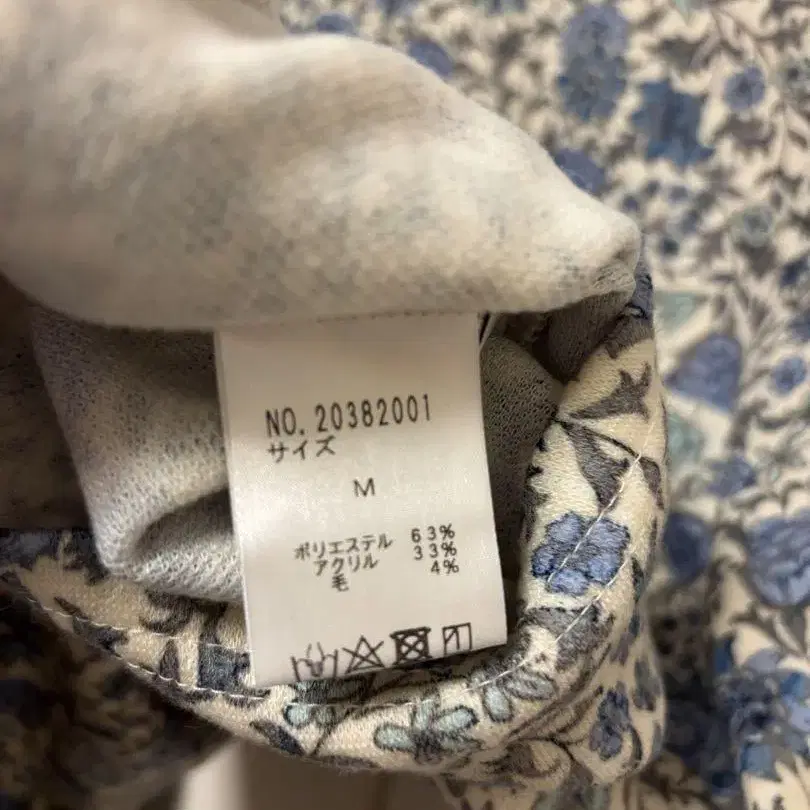 NO. 20382001
サイズ
M
ポリエステル 63%
アクリル 33%
毛 4%